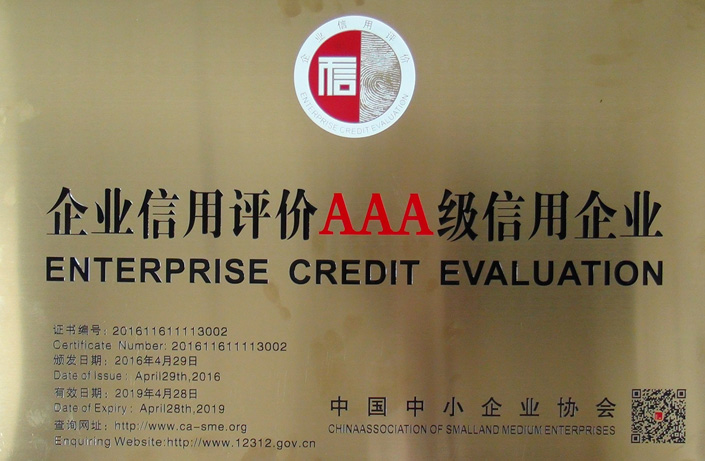 企业信用评价
信
ENTERPRISE CREDIT EVALUATION
企业信用评价AAA级信用企业
ENTERPRISE CREDIT EVALUATION
证书编号: 201611611113002
Certificate Number: 201611611113002
颁发日期: 2016年4月29日
Date of Issue: April29th,2016
有效日期: 2019年4月28日
Date of Expiry: April28th,2019
查询网址: http://www.ca-sme.org
Enquiring Website:http://www.12312.gov.cn
中国中小企业协会
CHINAASSOCIATION OF SMALLAND MEDIUM ENTERPRISES